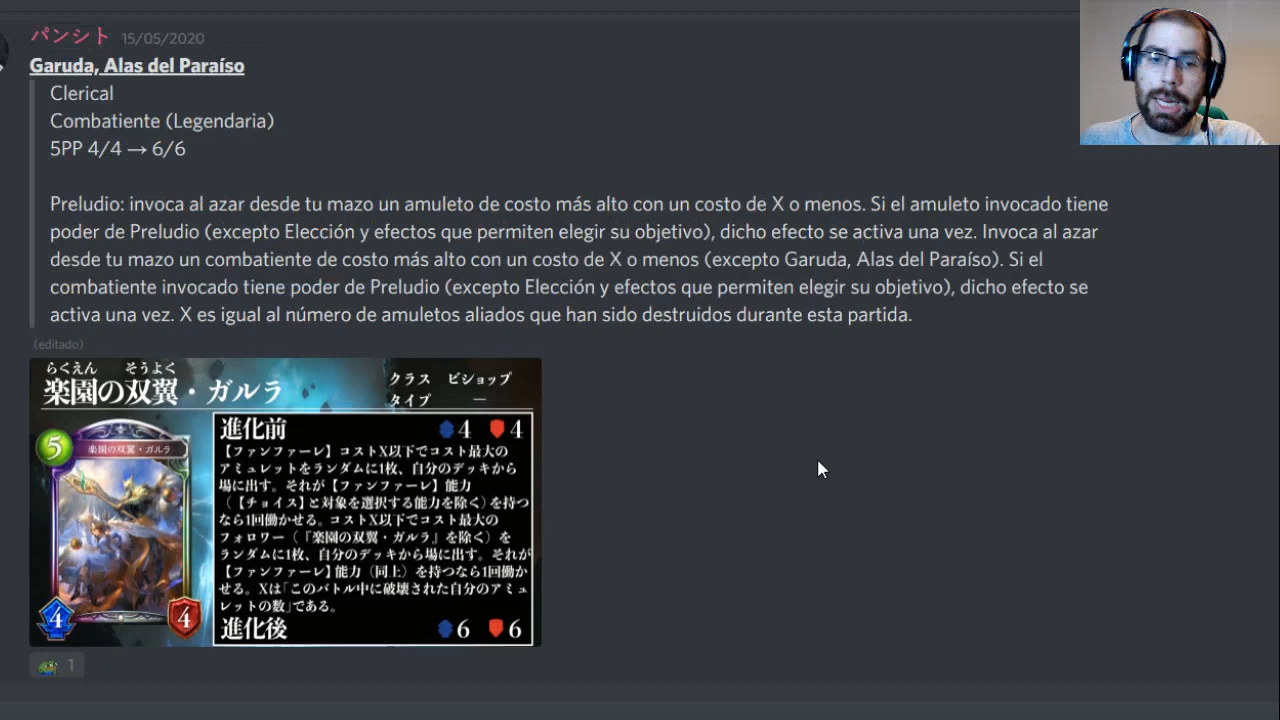 パンシト 15/05/2020
Garuda, Alas del Paraíso
Clerical
Combatiente (Legendaria)
5PP 4/4 → 6/6
Preludio: invoca al azar desde tu mazo un amuleto de costo más alto con un costo de X o menos. Si el amuleto invocado tiene
poder de Preludio (excepto Elección y efectos que permiten elegir su objetivo), dicho efecto se activa una vez. Invoca al azar
desde tu mazo un combatiente de costo más alto con un costo de X o menos (excepto Garuda, Alas del Paraíso). Si el
combatiente invocado tiene poder de Preludio (excepto Elección y efectos que permiten elegir su objetivo), dicho efecto se
activa una vez. X es igual al número de amuletos aliados que han sido destruidos durante esta partida.
(editado)
らくえん そうよく
楽園の双翼・ガルラ
クラス ビショップ
タイプ —
5
楽園の双翼・ガルラ
4
4
進化前 4 4
【ファンファーレ】コストX以下でコスト最大の
アミュレットをランダムに1枚、自分のデッキから
場に出す。それが【ファンファーレ】能力
（【チョイス】と対象を選択する能力を除く）を持つ
なら1回働かせる。コストX以下でコスト最大の
フォロワー（『楽園の双翼・ガルラ』を除く）を
ランダムに1枚、自分のデッキから場に出す。それが
【ファンファーレ】能力（同上）を持つなら1回働か
せる。Xは「このバトル中に破壊された自分のアミュ
レットの数」である。
進化後 6 6
1